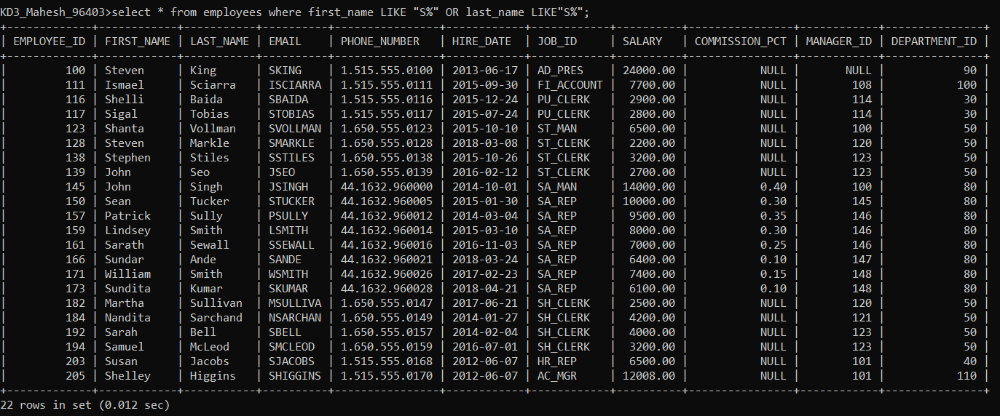 KD3_Mahesh_96403>select * from employees where first_name LIKE "S%" OR last_name LIKE"S%";
+-------------+------------+-----------+----------+----------------+------------+------------+----------+----------------+------------+---------------+
| EMPLOYEE_ID | FIRST_NAME | LAST_NAME | EMAIL    | PHONE_NUMBER   | HIRE_DATE  | JOB_ID     | SALARY   | COMMISSION_PCT | MANAGER_ID | DEPARTMENT_ID |
+-------------+------------+-----------+----------+----------------+------------+------------+----------+----------------+------------+---------------+
|         100 | Steven     | King      | SKING    | 1.515.555.0100 | 2013-06-17 | AD_PRES    | 24000.00 |           NULL |       NULL |            90 |
|         111 | Ismael     | Sciarra   | ISCIARRA | 1.515.555.0111 | 2015-09-30 | FI_ACCOUNT |  7700.00 |           NULL |        108 |           100 |
|         116 | Shelli     | Baida     | SBAIDA   | 1.515.555.0116 | 2015-12-24 | PU_CLERK   |  2900.00 |           NULL |        114 |            30 |
|         117 | Sigal      | Tobias    | STOBIAS  | 1.515.555.0117 | 2015-07-24 | PU_CLERK   |  2800.00 |           NULL |        114 |            30 |
|         123 | Shanta     | Vollman   | SVOLLMAN | 1.650.555.0123 | 2015-10-10 | ST_MAN     |  6500.00 |           NULL |        100 |            50 |
|         128 | Steven     | Markle    | SMARKLE  | 1.650.555.0128 | 2018-03-08 | ST_CLERK   |  2200.00 |           NULL |        120 |            50 |
|         138 | Stephen    | Stiles    | SSTILES  | 1.650.555.0138 | 2015-10-26 | ST_CLERK   |  3200.00 |           NULL |        123 |            50 |
|         139 | John       | Seo       | JSEO     | 1.650.555.0139 | 2016-02-12 | ST_CLERK   |  2700.00 |           NULL |        123 |            50 |
|         145 | John       | Singh     | JSINGH   | 44.1632.960000 | 2014-10-01 | SA_MAN     | 14000.00 |           0.40 |        100 |            80 |
|         150 | Sean       | Tucker    | STUCKER  | 44.1632.960005 | 2015-01-30 | SA_REP     | 10000.00 |           0.30 |        145 |            80 |
|         157 | Patrick    | Sully     | PSULLY   | 44.1632.960012 | 2014-03-04 | SA_REP     |  9500.00 |           0.35 |        146 |            80 |
|         159 | Lindsey    | Smith     | LSMITH   | 44.1632.960014 | 2015-03-10 | SA_REP     |  8000.00 |           0.30 |        146 |            80 |
|         161 | Sarath     | Sewall    | SSEWALL  | 44.1632.960016 | 2016-11-03 | SA_REP     |  7000.00 |           0.25 |        146 |            80 |
|         166 | Sundar     | Ande      | SANDE    | 44.1632.960021 | 2018-03-24 | SA_REP     |  6400.00 |           0.10 |        147 |            80 |
|         171 | William    | Smith     | WSMITH   | 44.1632.960026 | 2017-02-23 | SA_REP     |  7400.00 |           0.15 |        148 |            80 |
|         173 | Sundita    | Kumar     | SKUMAR   | 44.1632.960028 | 2018-04-21 | SA_REP     |  6100.00 |           0.10 |        148 |            80 |
|         182 | Martha     | Sullivan  | MSULLIVA | 1.650.555.0147 | 2017-06-21 | SH_CLERK   |  2500.00 |           NULL |        120 |            50 |
|         184 | Nandita    | Sarchand  | NSARCHAN | 1.650.555.0149 | 2014-01-27 | SH_CLERK   |  4200.00 |           NULL |        121 |            50 |
|         192 | Sarah      | Bell      | SBELL    | 1.650.555.0157 | 2014-02-04 | SH_CLERK   |  4000.00 |           NULL |        123 |            50 |
|         194 | Samuel     | McLeod    | SMCLEOD  | 1.650.555.0159 | 2016-07-01 | SH_CLERK   |  3200.00 |           NULL |        123 |            50 |
|         203 | Susan      | Jacobs    | SJACOBS  | 1.515.555.0168 | 2012-06-07 | HR_REP     |  6500.00 |           NULL |        101 |            40 |
|         205 | Shelley    | Higgins   | SHIGGINS | 1.515.555.0170 | 2012-06-07 | AC_MGR     | 12008.00 |           NULL |        101 |           110 |
+-------------+------------+-----------+----------+----------------+------------+------------+----------+----------------+------------+---------------+
22 rows in set (0.012 sec)